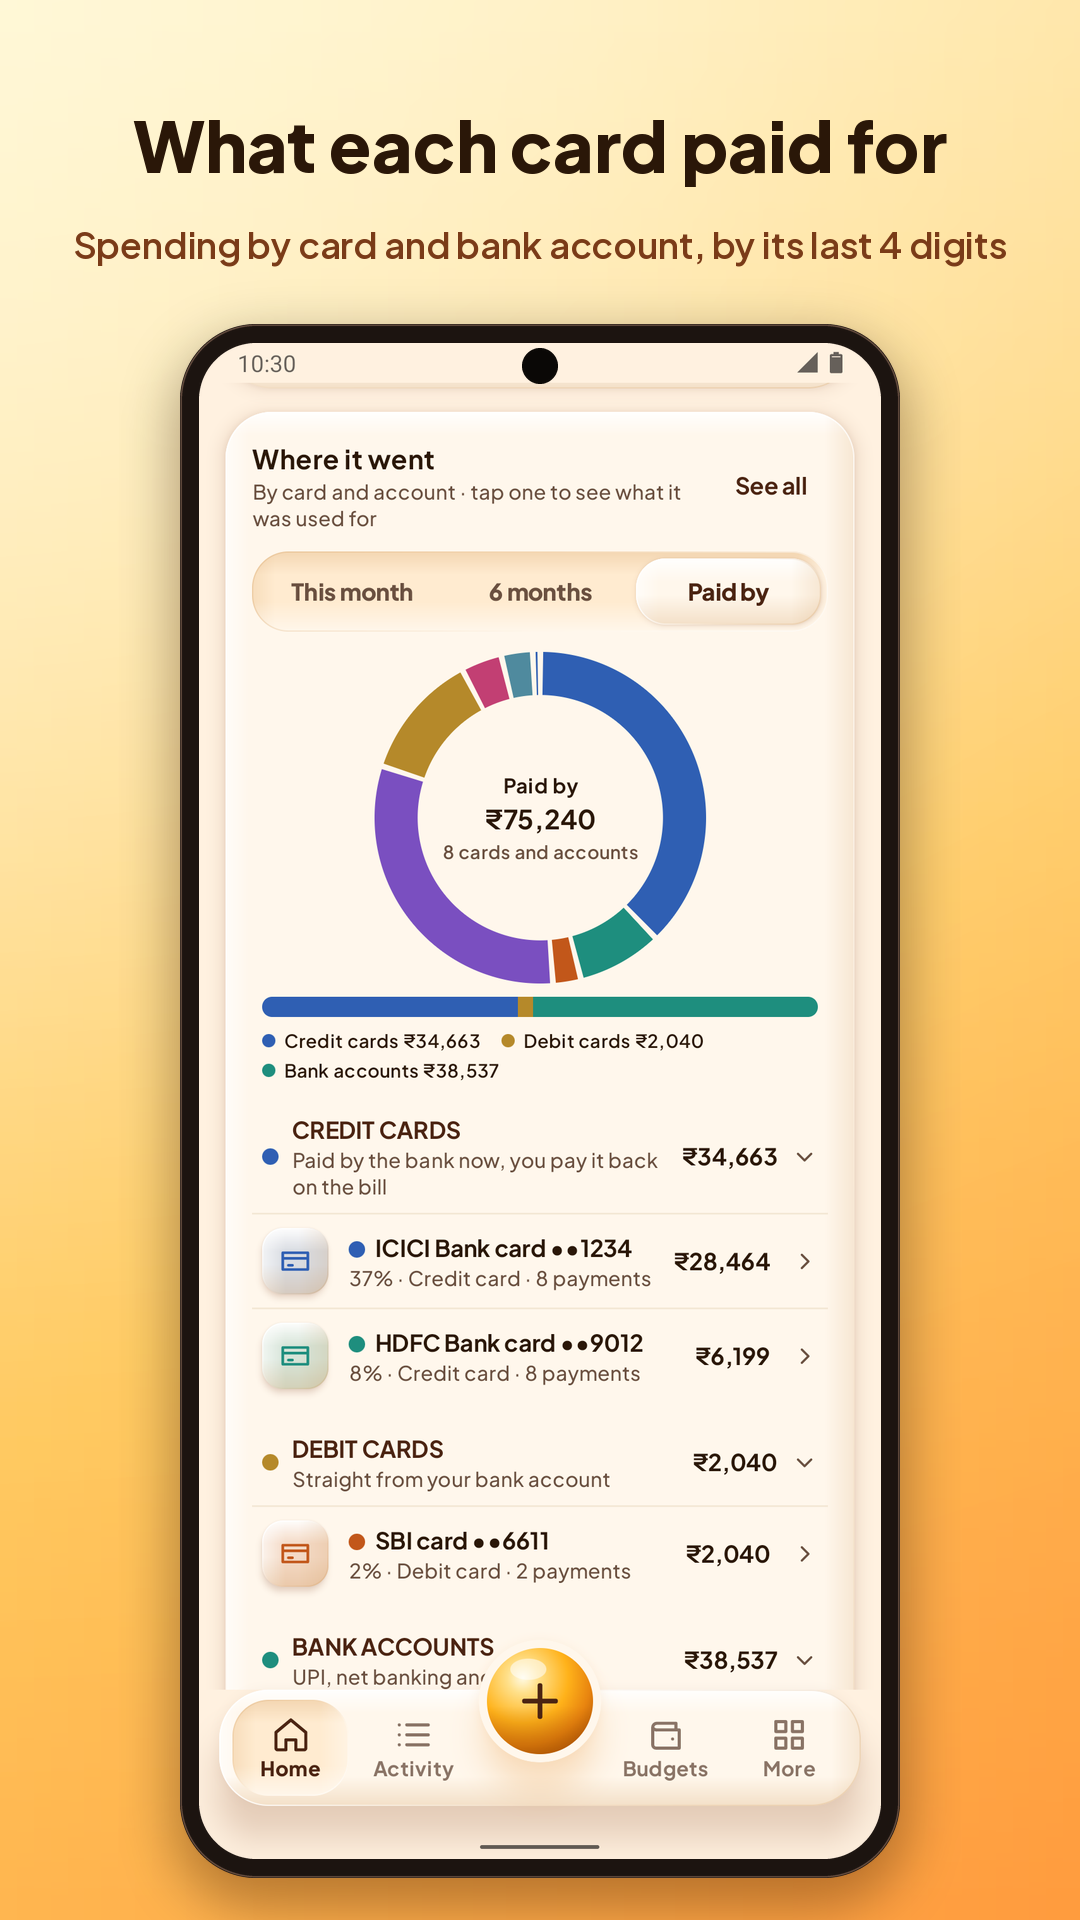 What each card paid for
Spending by card and bank account, by its last 4 digits
10:30
Where it went
By card and account · tap one to see what it
was used for
See all
This month
6 months
Paid by
Paid by
₹75,240
8 cards and accounts
Credit cards ₹34,663
Debit cards ₹2,040
Bank accounts ₹38,537
CREDIT CARDS
Paid by the bank now, you pay it back
on the bill
₹34,663
ICICI Bank card ••1234
37% · Credit card · 8 payments
₹28,464
HDFC Bank card ••9012
8% · Credit card · 8 payments
₹6,199
DEBIT CARDS
Straight from your bank account
₹2,040
SBI card ••6611
2% · Debit card · 2 payments
₹2,040
BANK ACCOUNTS
UPI, net banking and
₹38,537
Home
Activity
Budgets
More